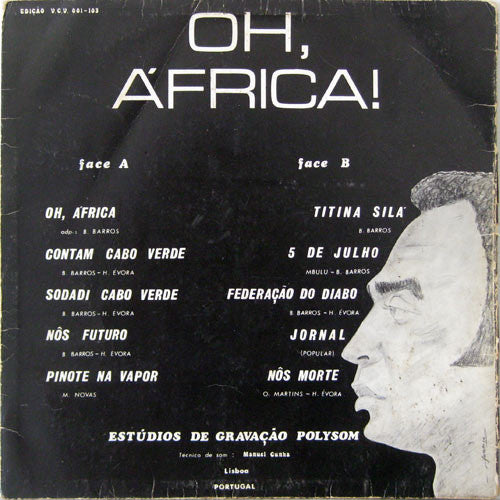 EDIÇÃO V.C.V. 001-103
OH,
ÁFRICA!
face A
OH, ÁFRICA
adp.: B. BARROS
CONTAM CABO VERDE
B. BARROS — H. ÉVORA
SODADI CABO VERDE
B. BARROS — H. ÉVORA
NÔS FUTURO
B. BARROS — H. ÉVORA
PINOTE NA VAPOR
M. NOVAS
face B
TITINA SILÁ
B. BARROS
5 DE JULHO
MBULU — B. BARROS
FEDERAÇÃO DO DIABO
B. BARROS — H. ÉVORA
JORNAL
(POPULAR)
NÔS MORTE
O. MARTINS — H. ÉVORA
ESTÚDIOS DE GRAVAÇÃO POLYSOM
Técnico de som: Manuel Cunha
Lisboa
PORTUGAL